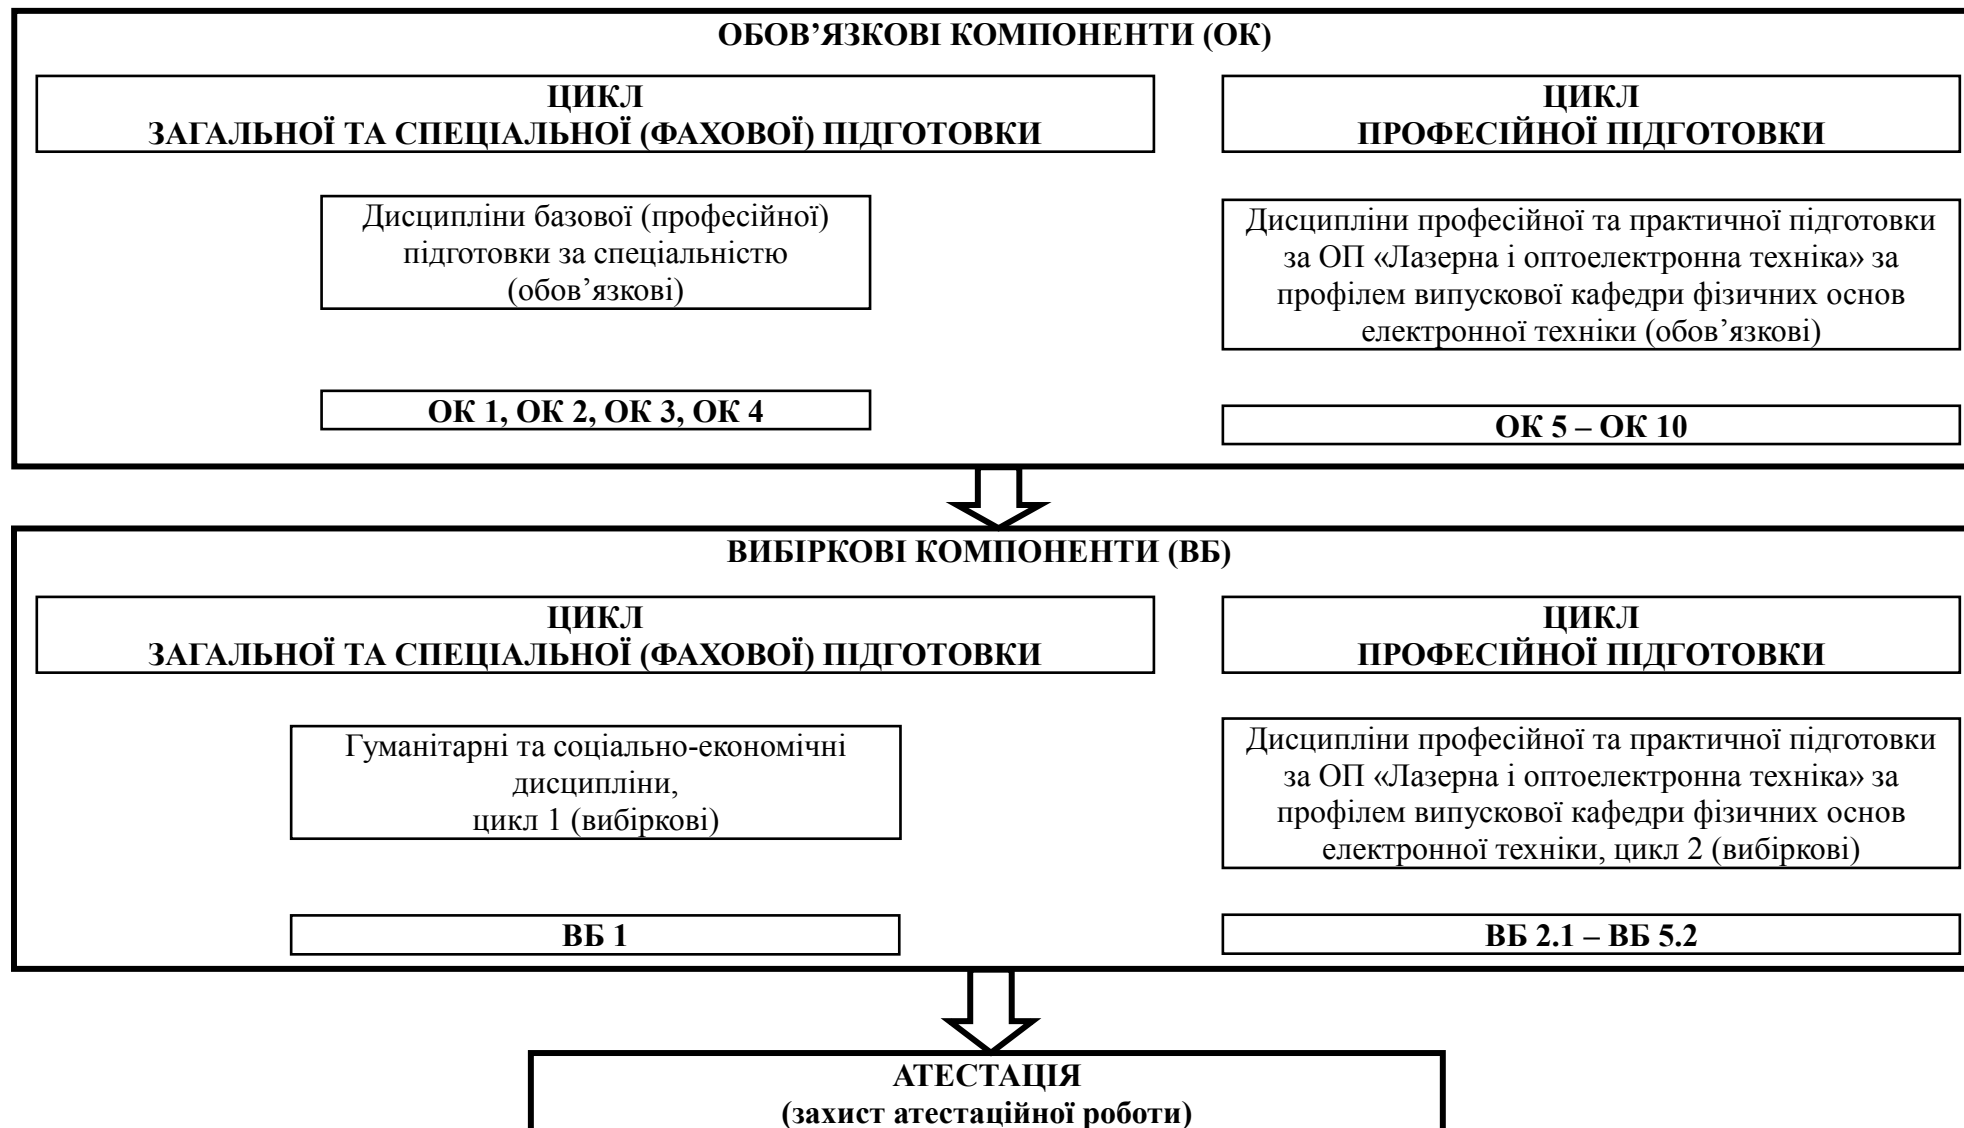 ОБОВ’ЯЗКОВІ КОМПОНЕНТИ (ОК)
ЦИКЛ
ЗАГАЛЬНОЇ ТА СПЕЦІАЛЬНОЇ (ФАХОВОЇ) ПІДГОТОВКИ
ЦИКЛ
ПРОФЕСІЙНОЇ ПІДГОТОВКИ
Дисципліни базової (професійної)
підготовки за спеціальністю
(обов’язкові)
Дисципліни професійної та практичної підготовки
за ОП «Лазерна і оптоелектронна техніка» за
профілем випускової кафедри фізичних основ
електронної техніки (обов’язкові)
ОК 1, ОК 2, ОК 3, ОК 4
ОК 5 – ОК 10
ВИБІРКОВІ КОМПОНЕНТИ (ВБ)
ЦИКЛ
ЗАГАЛЬНОЇ ТА СПЕЦІАЛЬНОЇ (ФАХОВОЇ) ПІДГОТОВКИ
ЦИКЛ
ПРОФЕСІЙНОЇ ПІДГОТОВКИ
Гуманітарні та соціально-економічні
дисципліни,
цикл 1 (вибіркові)
Дисципліни професійної та практичної підготовки
за ОП «Лазерна і оптоелектронна техніка» за
профілем випускової кафедри фізичних основ
електронної техніки, цикл 2 (вибіркові)
ВБ 1
ВБ 2.1 – ВБ 5.2
АТЕСТАЦІЯ
(захист атестаційної роботи)